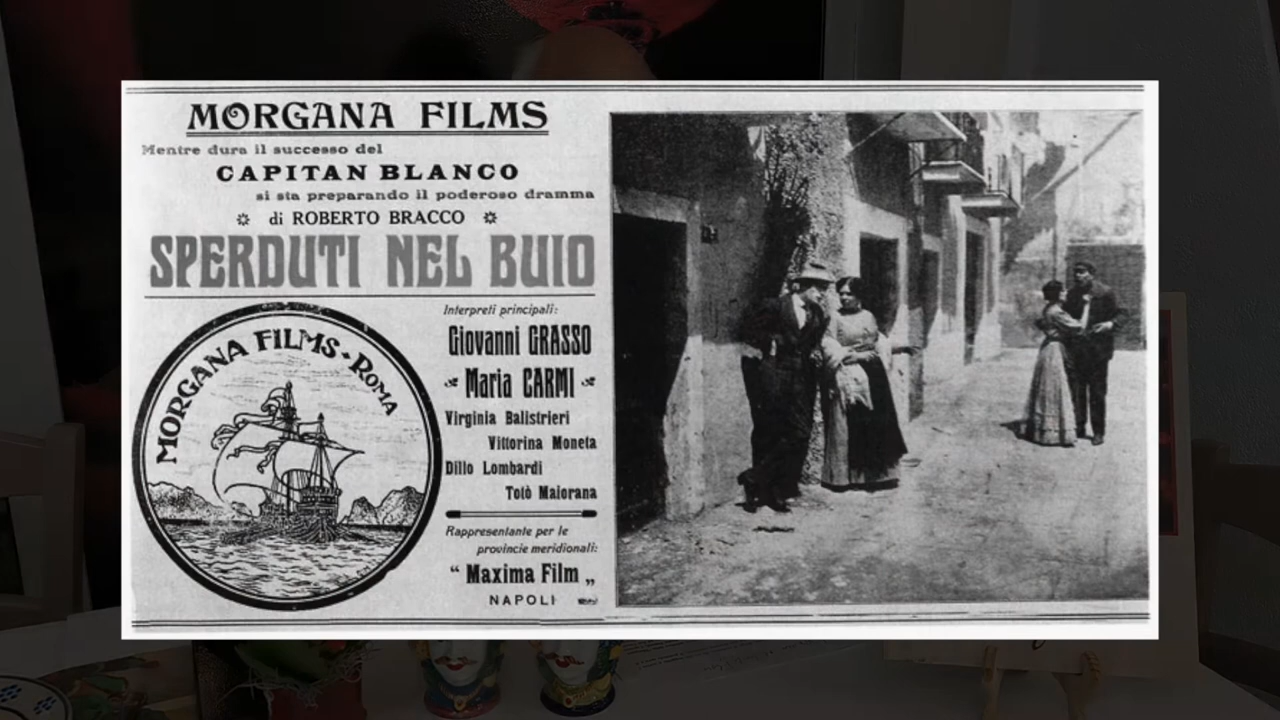 MORGANA FILMS
Mentre dura il successo del
CAPITAN BLANCO
si sta preparando il poderoso dramma
di ROBERTO BRACCO
SPERDUTI NEL BUIO
MORGANA FILMS - ROMA
Interpreti principali:
Giovanni GRASSO
Maria CARMI
Virginia Balistrieri
Vittorina Moneta
Dillo Lombardi
Totò Maiorana
Rappresentante per le
provincie meridionali:
“ Maxima Film „
NAPOLI